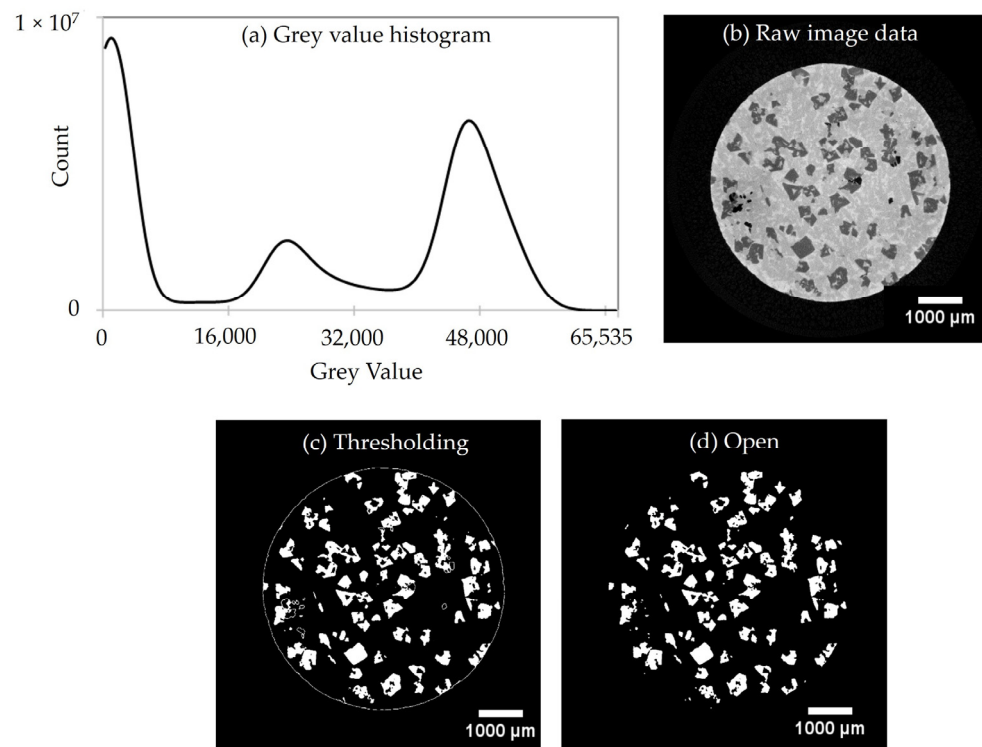 1 × 10⁷
(a) Grey value histogram
Count
0
0
16,000
32,000
48,000
65,535
Grey Value
(b) Raw image data
1000 µm
(c) Thresholding
1000 µm
(d) Open
1000 µm